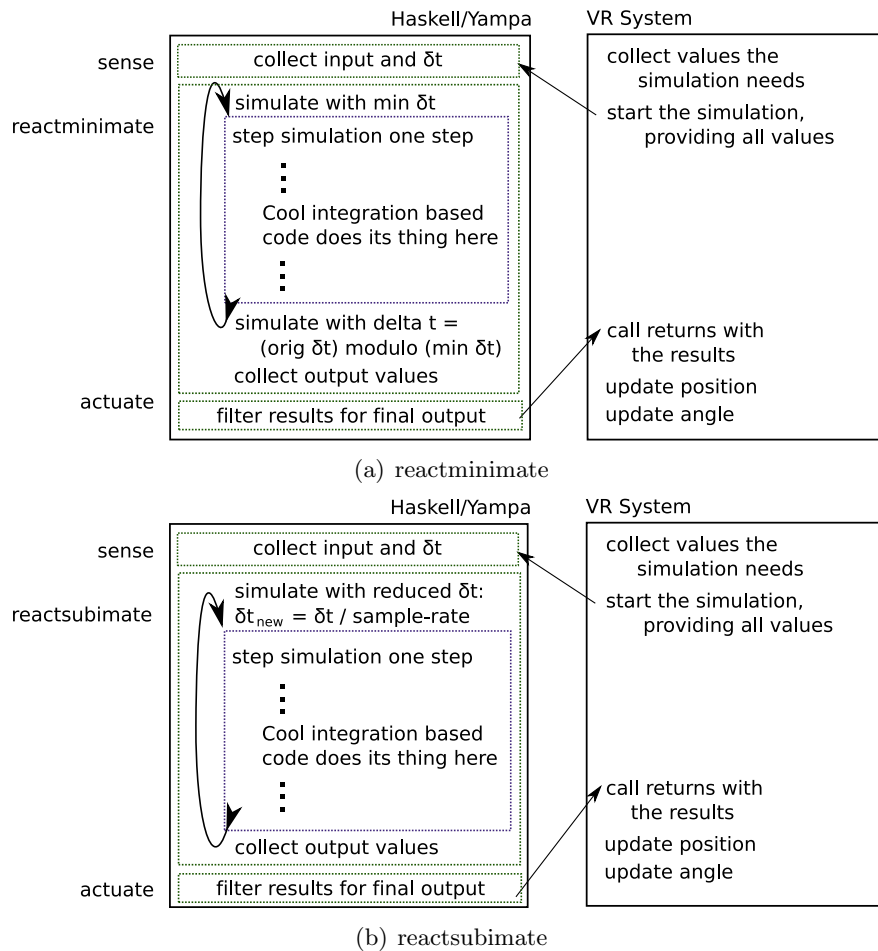 Haskell/Yampa
VR System
sense
collect input and δt
collect values the
simulation needs
reactminimate
simulate with min δt
start the simulation,
providing all values
step simulation one step
Cool integration based
code does its thing here
simulate with delta t =
(orig δt) modulo (min δt)
collect output values
call returns with
the results
update position
update angle
actuate
filter results for final output
(a) reactminimate
Haskell/Yampa
VR System
sense
collect input and δt
collect values the
simulation needs
reactsubimate
simulate with reduced δt:
δtnew = δt / sample-rate
start the simulation,
providing all values
step simulation one step
Cool integration based
code does its thing here
collect output values
call returns with
the results
update position
update angle
actuate
filter results for final output
(b) reactsubimate